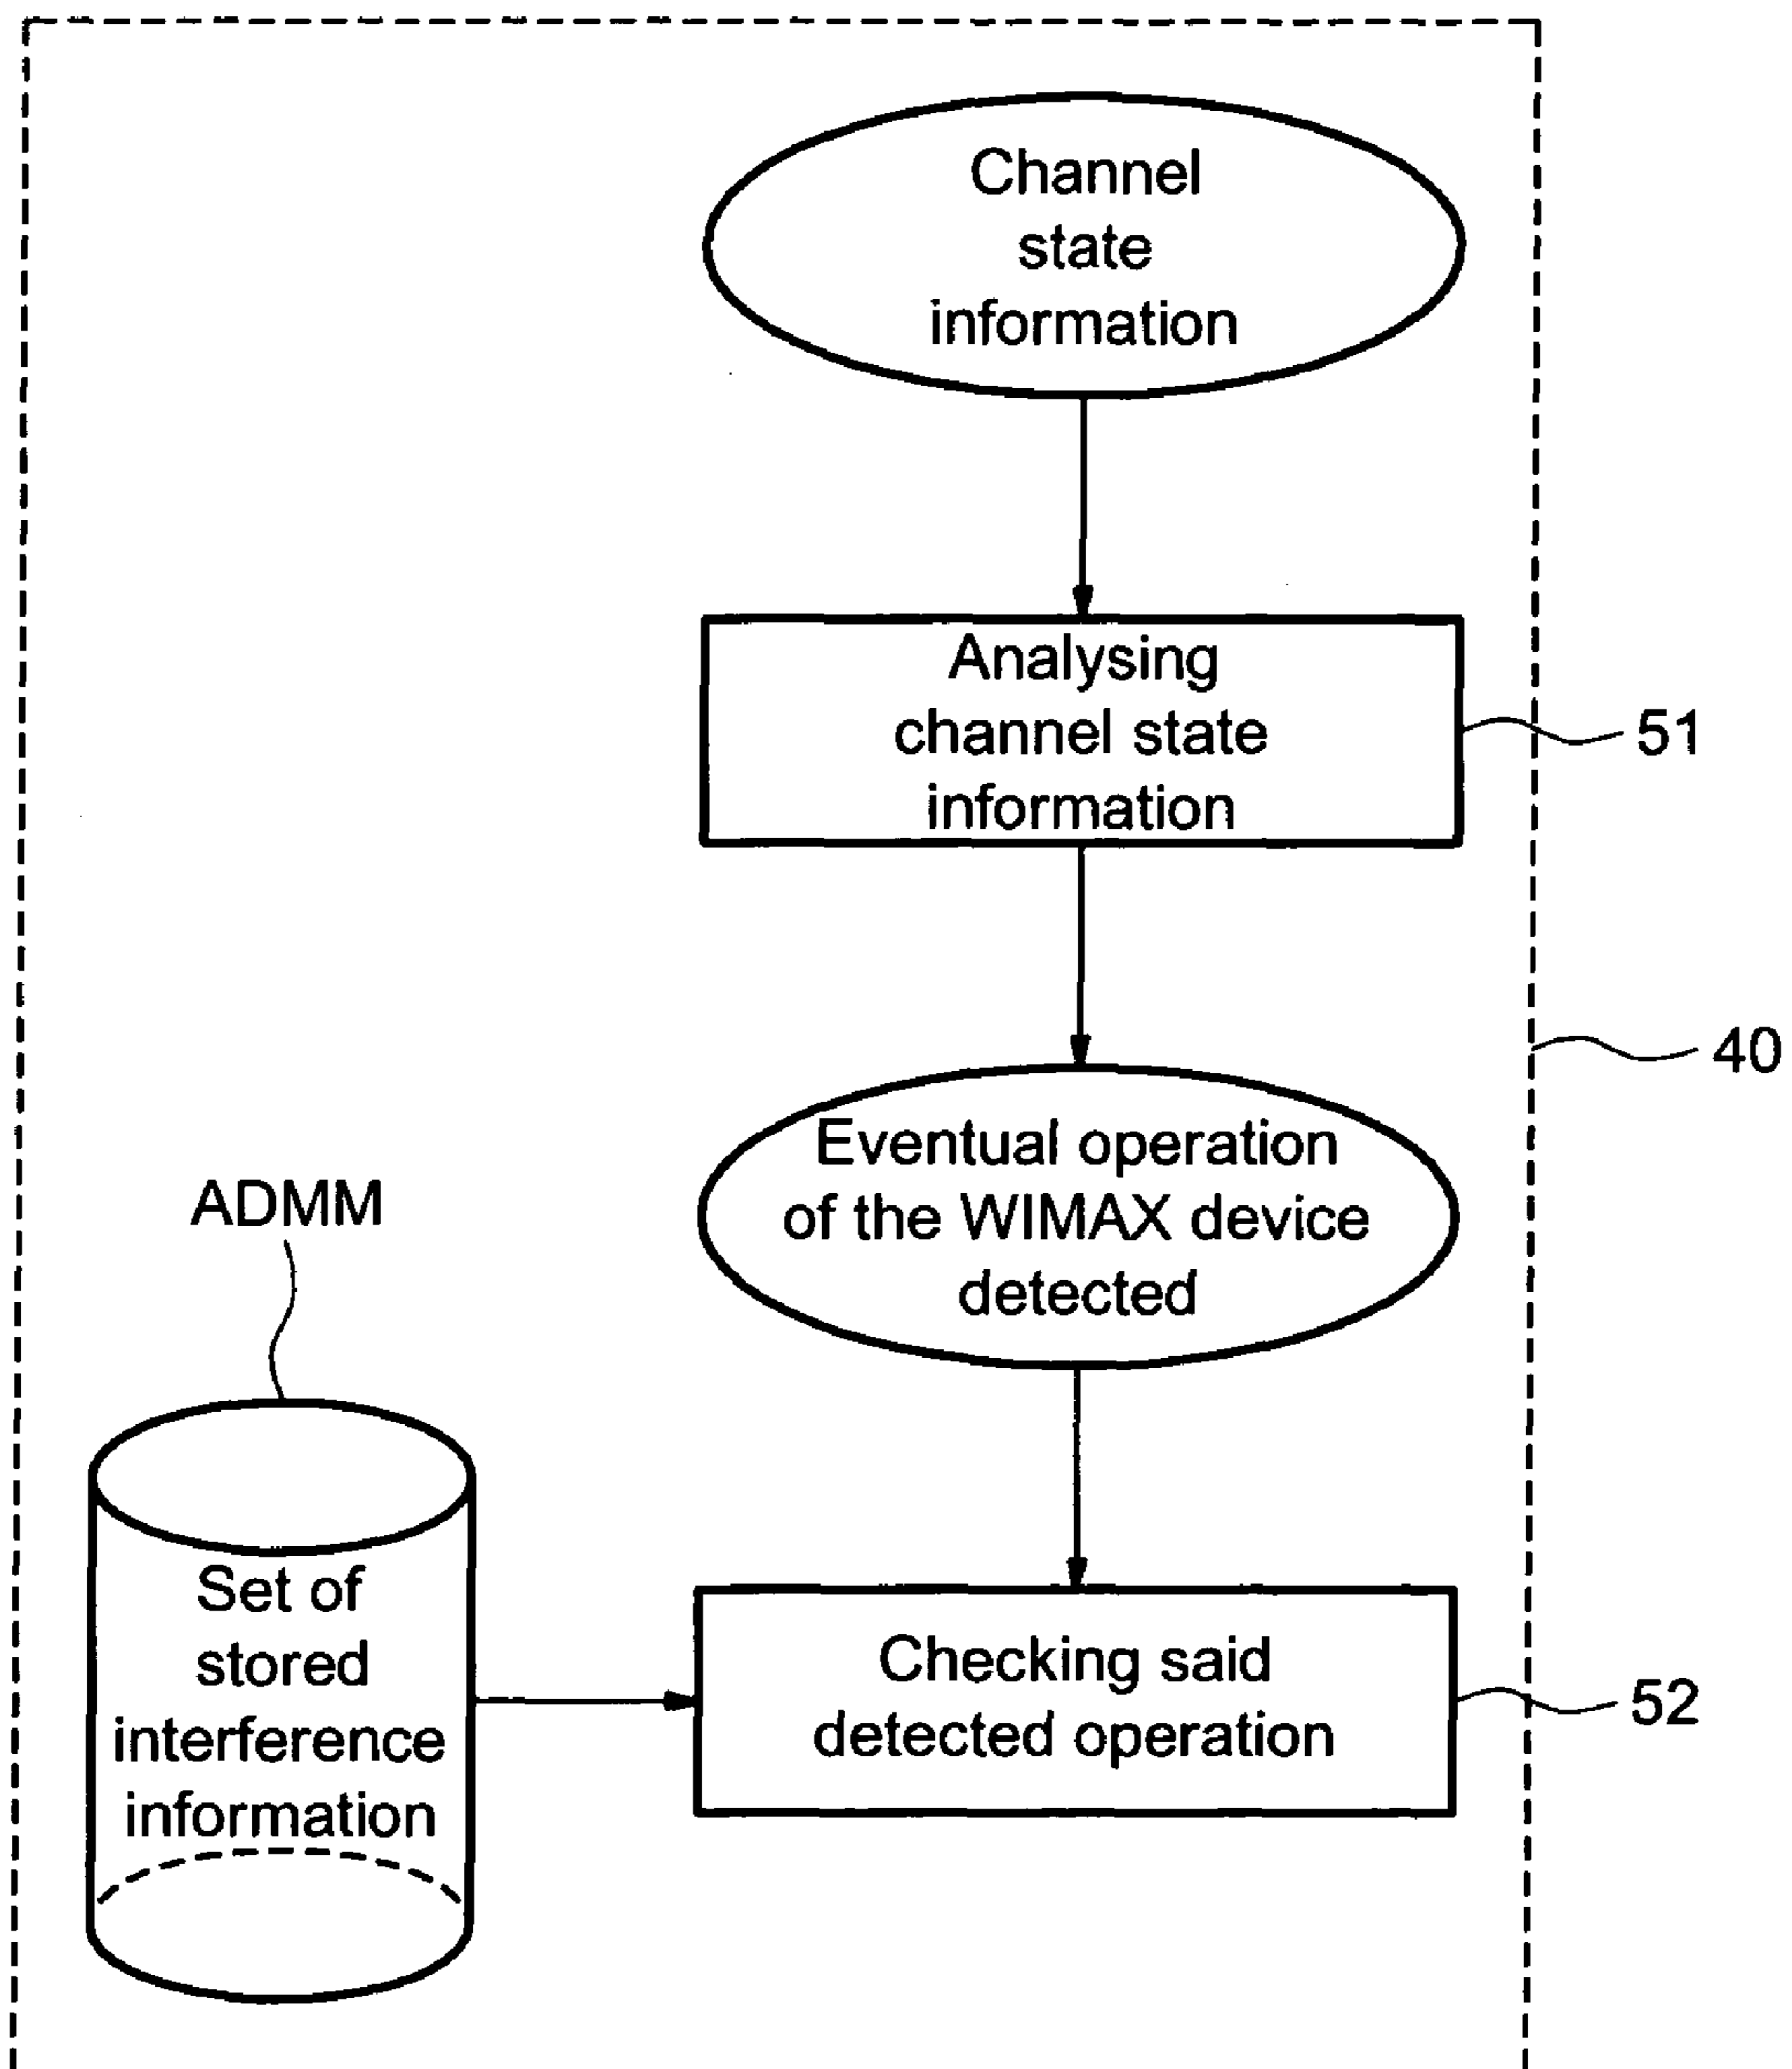 Channel
state
information
Analysing
channel state
information
51
40
Eventual operation
of the WIMAX device
detected
ADMM
Set of
stored
interference
information
Checking said
detected operation
52